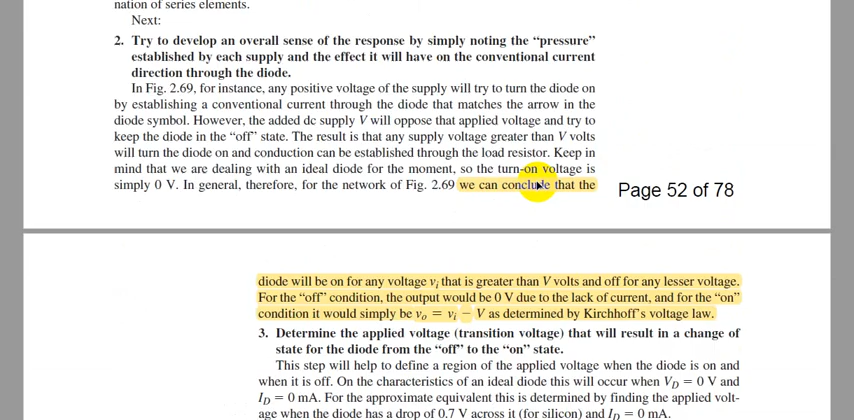 nation of series elements.
Next:
2. Try to develop an overall sense of the response by simply noting the “pressure”
established by each supply and the effect it will have on the conventional current
direction through the diode.
In Fig. 2.69, for instance, any positive voltage of the supply will try to turn the diode on
by establishing a conventional current through the diode that matches the arrow in the
diode symbol. However, the added dc supply V will oppose that applied voltage and try to
keep the diode in the “off” state. The result is that any supply voltage greater than V volts
will turn the diode on and conduction can be established through the load resistor. Keep in
mind that we are dealing with an ideal diode for the moment, so the turn-on voltage is
simply 0 V. In general, therefore, for the network of Fig. 2.69 we can conclude that the
Page 52 of 78
diode will be on for any voltage vᵢ that is greater than V volts and off for any lesser voltage.
For the “off” condition, the output would be 0 V due to the lack of current, and for the “on”
condition it would simply be vₒ = vᵢ − V as determined by Kirchhoff’s voltage law.
3. Determine the applied voltage (transition voltage) that will result in a change of
state for the diode from the “off” to the “on” state.
This step will help to define a region of the applied voltage when the diode is on and
when it is off. On the characteristics of an ideal diode this will occur when V_D = 0 V and
I_D = 0 mA. For the approximate equivalent this is determined by finding the applied volt-
age when the diode has a drop of 0.7 V across it (for silicon) and I_D = 0 mA.